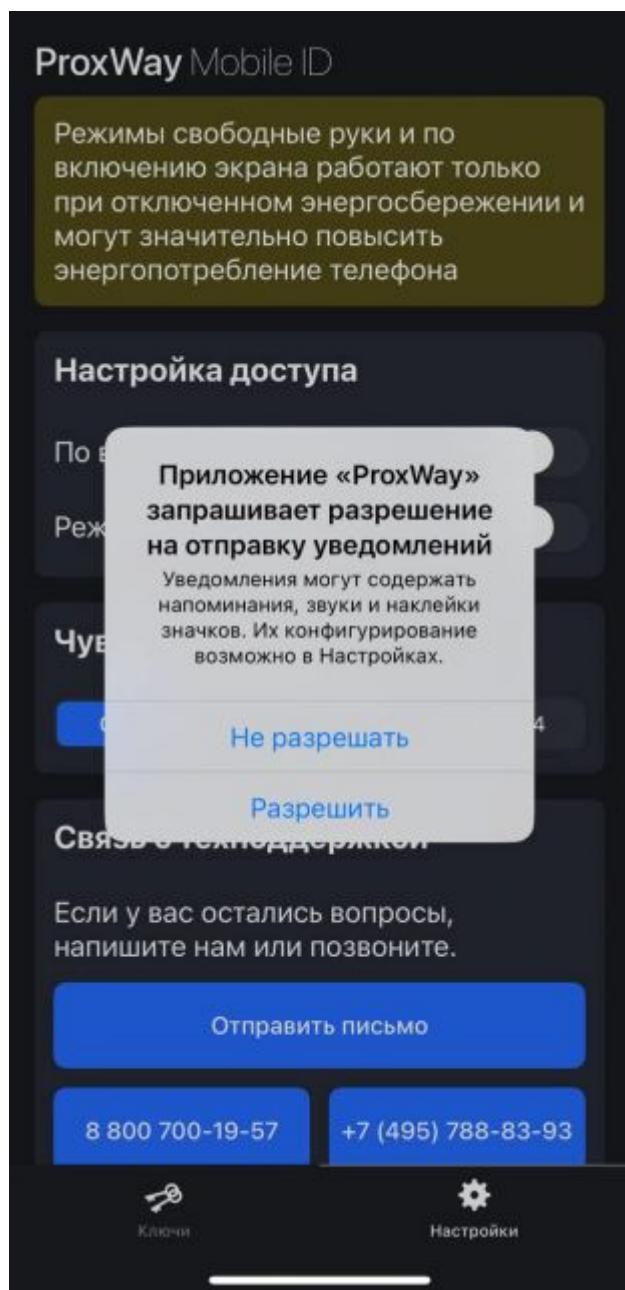 ProxWay Mobile ID
Режимы свободные руки и по
включению экрана работают только
при отключенном энергосбережении и
могут значительно повысить
энергопотребление телефона
Настройка доступа
По
Приложение «ProxWay»
запрашивает разрешение
на отправку уведомлений
Уведомления могут содержать
напоминания, звуки и наклейки
значков. Их конфигурирование
возможно в Настройках.
4
Не разрешать
Разрешить
Если у вас остались вопросы,
напишите нам или позвоните.
Отправить письмо
8 800 700-19-57
+7 (495) 788-83-93
Ключи
Настройки